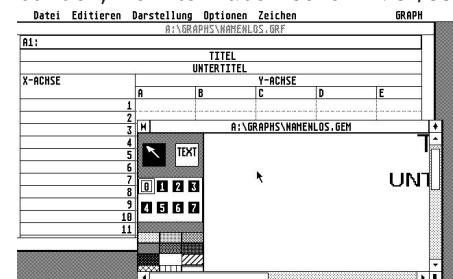 Datei Editieren Darstellung Optionen Zeichen GRAPH
A:\GRAPHS\NAMENLOS.GRF
A1:
TITEL
UNTERTITEL
X-ACHSE Y-ACHSE
A B C D E
1
2
3
4
5
6
7
8
9
10
11
A:\GRAPHS\NAMENLOS.GEM
TEXT
0 1 2 3
4 5 6 7
UNT